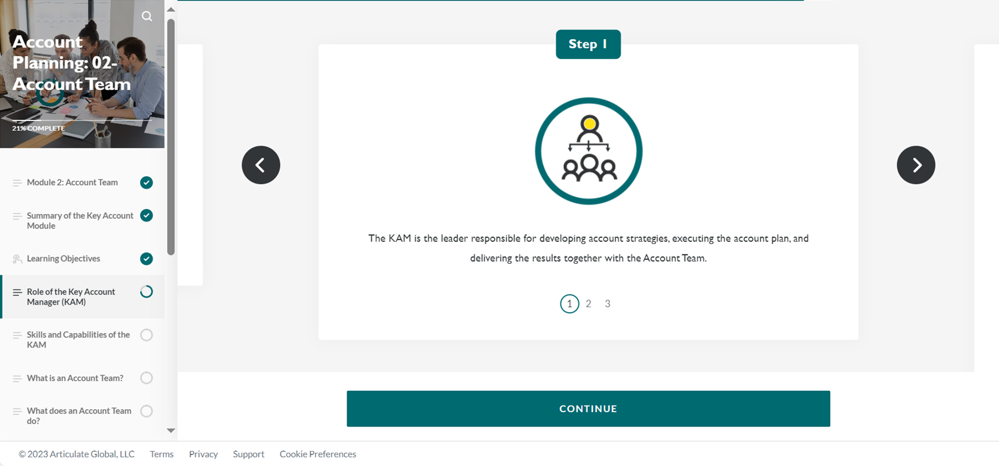 Account
Planning: 02-
Account Team
21% COMPLETE
Module 2: Account Team
Summary of the Key Account
Module
Learning Objectives
Role of the Key Account
Manager (KAM)
Skills and Capabilities of the
KAM
What is an Account Team?
What does an Account Team
do?
Step 1
The KAM is the leader responsible for developing account strategies, executing the account plan, and
delivering the results together with the Account Team.
1 2 3
CONTINUE
© 2023 Articulate Global, LLC Terms Privacy Support Cookie Preferences